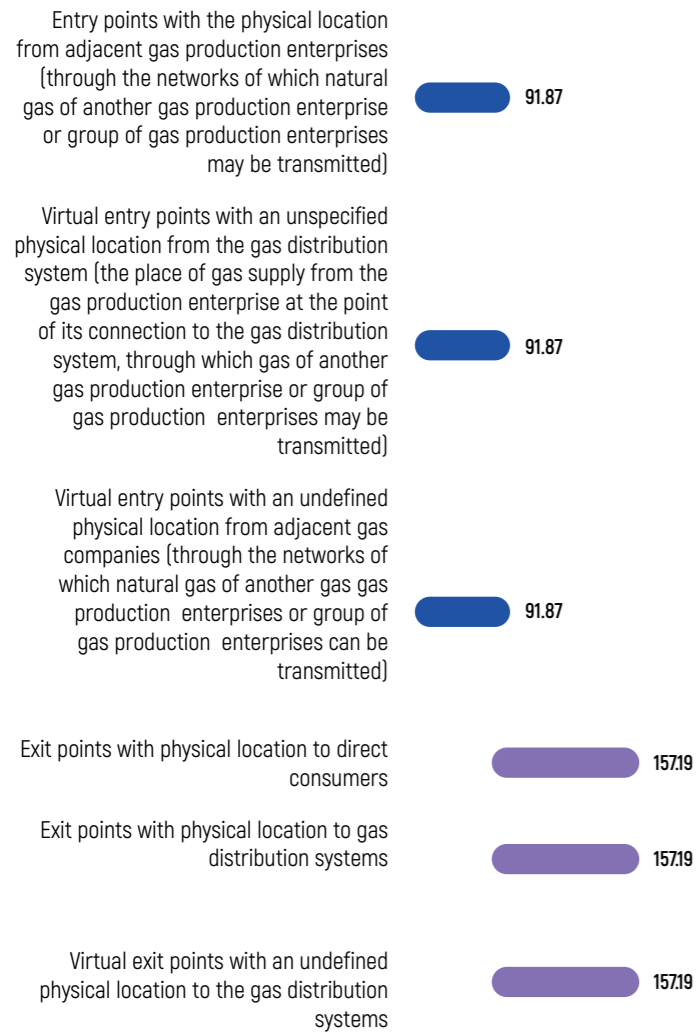 Entry points with the physical location
from adjacent gas production enterprises
(through the networks of which natural
gas of another gas production enterprise
or group of gas production enterprises
may be transmitted)
91.87
Virtual entry points with an unspecified
physical location from the gas distribution
system (the place of gas supply from the
gas production enterprise at the point
of its connection to the gas distribution
system, through which gas of another
gas production enterprise or group of
gas production enterprises may be
transmitted)
91.87
Virtual entry points with an undefined
physical location from adjacent gas
companies (through the networks of
which natural gas of another gas gas
production enterprises or group of
gas production enterprises can be
transmitted)
91.87
Exit points with physical location to direct
consumers
157.19
Exit points with physical location to gas
distribution systems
157.19
Virtual exit points with an undefined
physical location to the gas distribution
systems
157.19